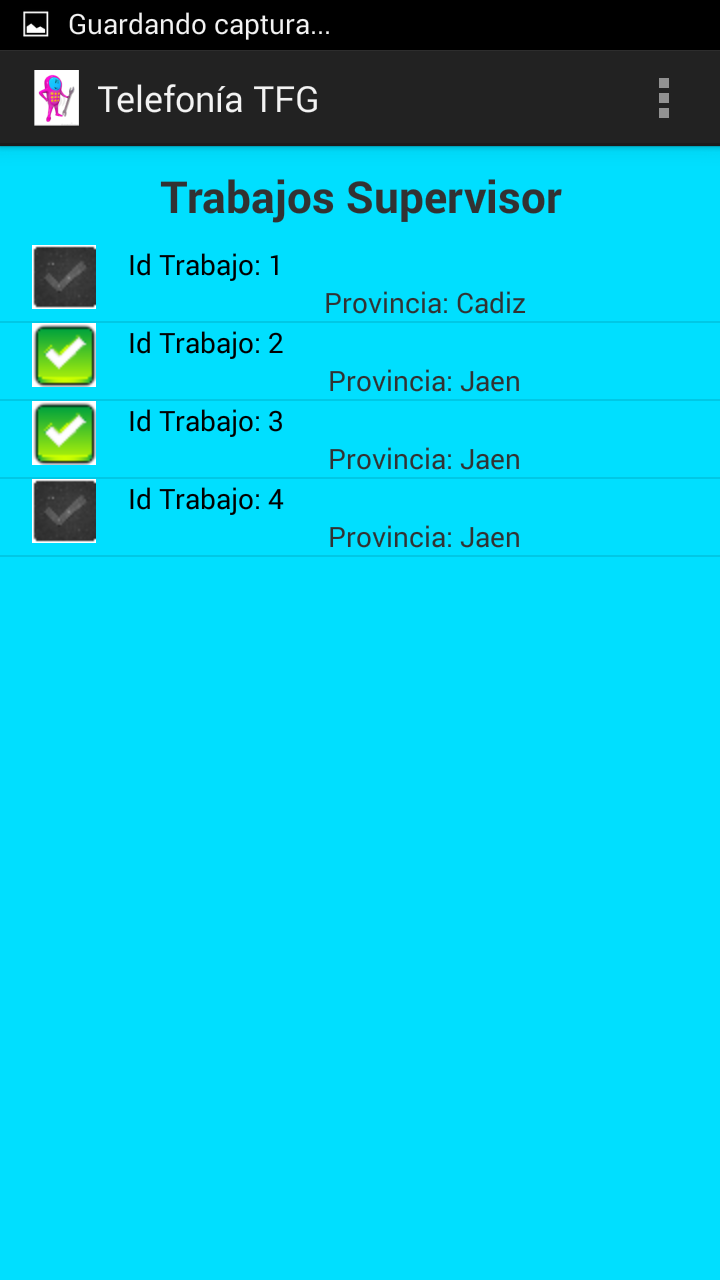 Guardando captura...
Telefonía TFG
Trabajos Supervisor
Id Trabajo: 1
Provincia: Cadiz
Id Trabajo: 2
Provincia: Jaen
Id Trabajo: 3
Provincia: Jaen
Id Trabajo: 4
Provincia: Jaen